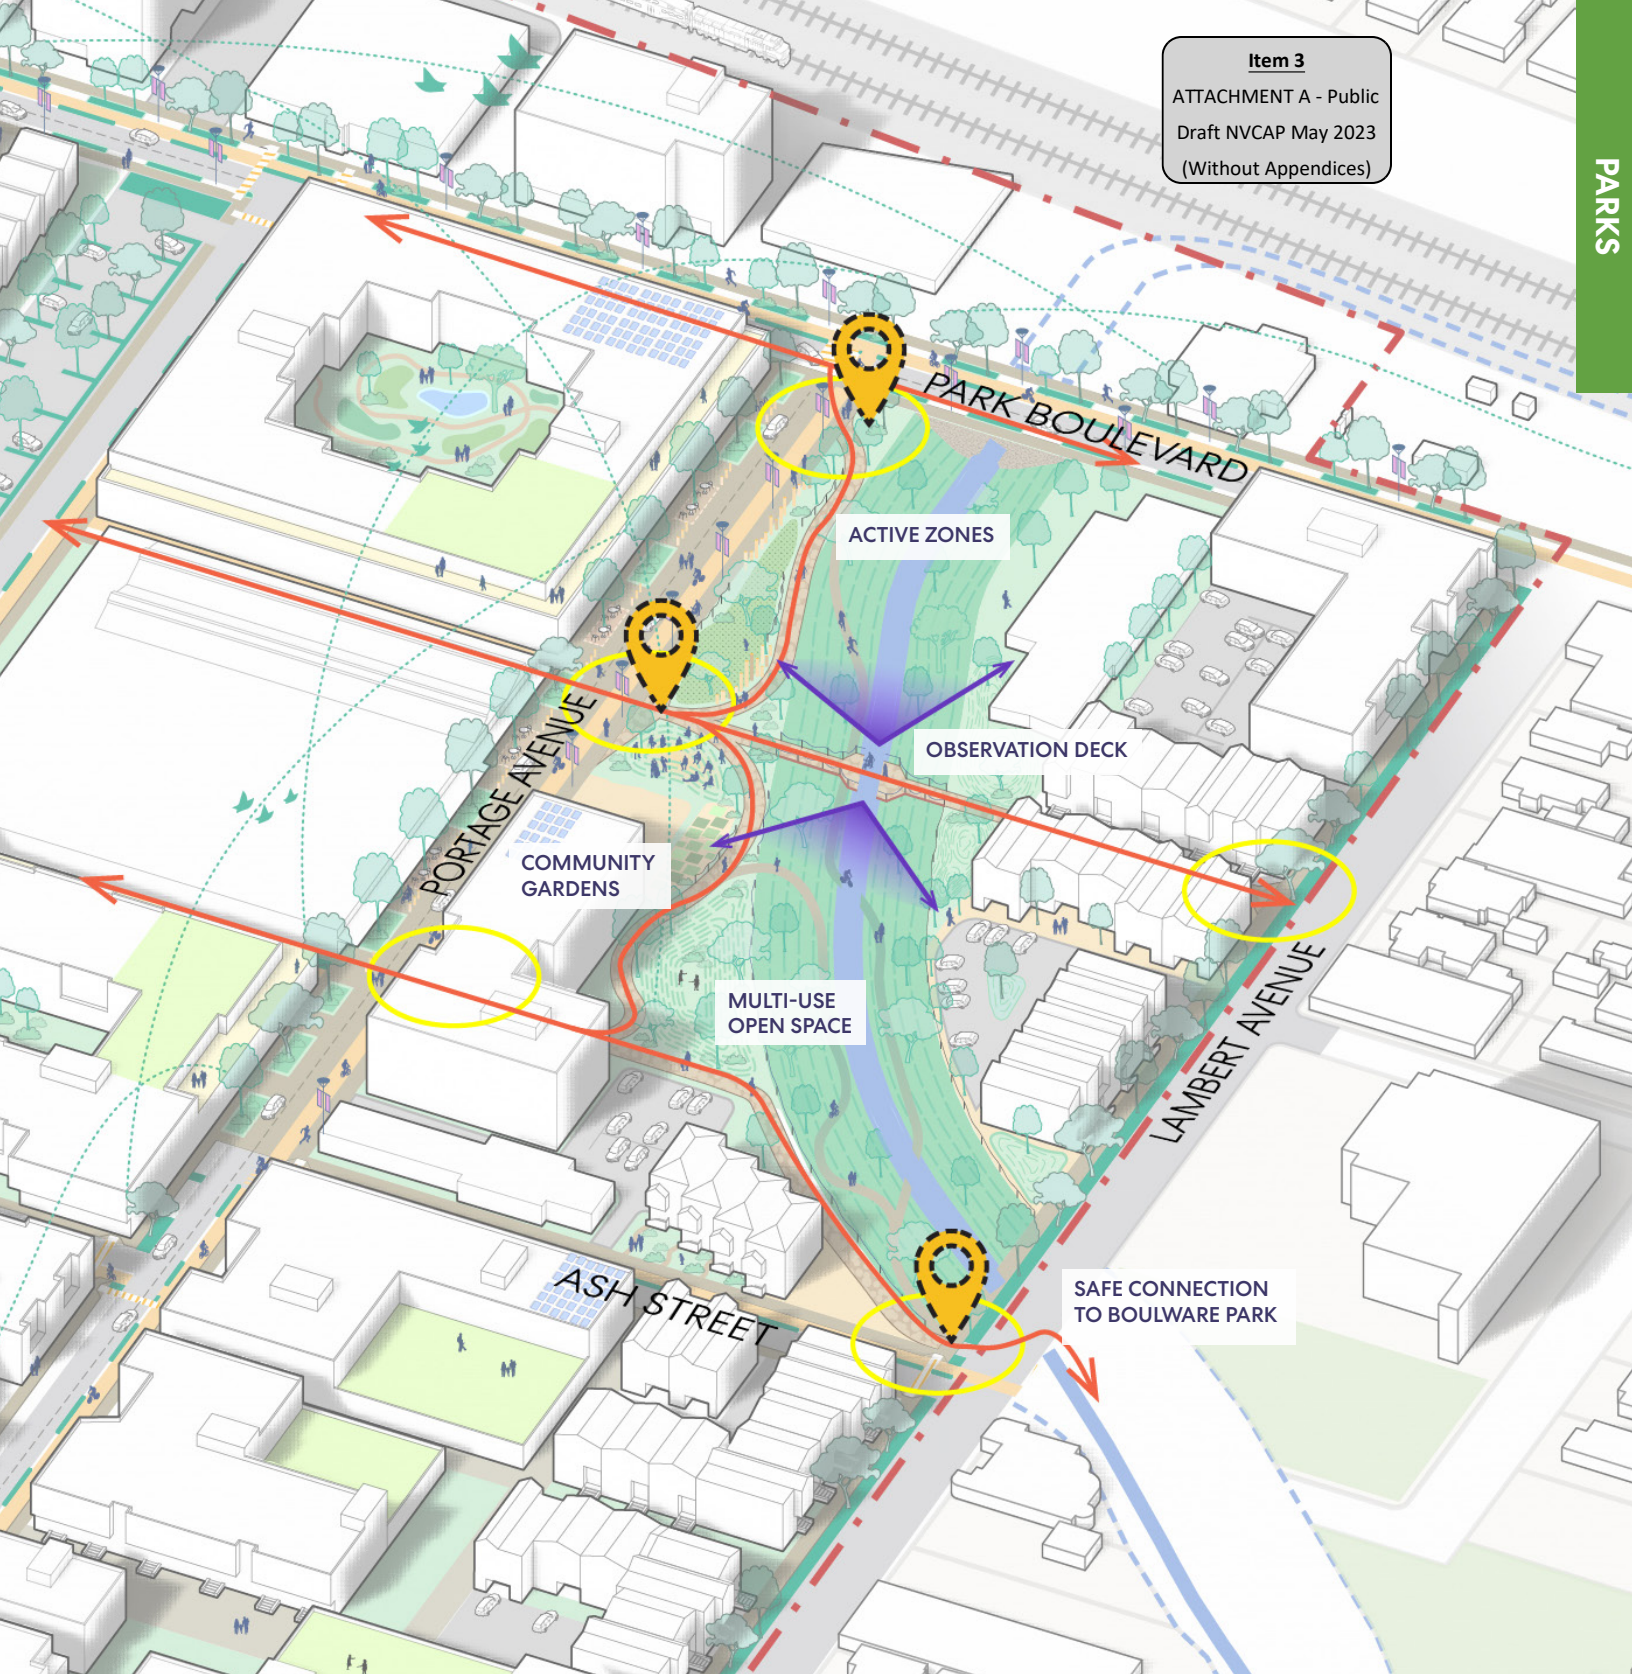 Item 3
ATTACHMENT A - Public
Draft NVCAP May 2023
(Without Appendices)
PARKS
PARK BOULEVARD
ACTIVE ZONES
OBSERVATION DECK
PORTAGE AVENUE
COMMUNITY
GARDENS
MULTI-USE
OPEN SPACE
LAMBERT AVENUE
ASH STREET
SAFE CONNECTION
TO BOULWARE PARK